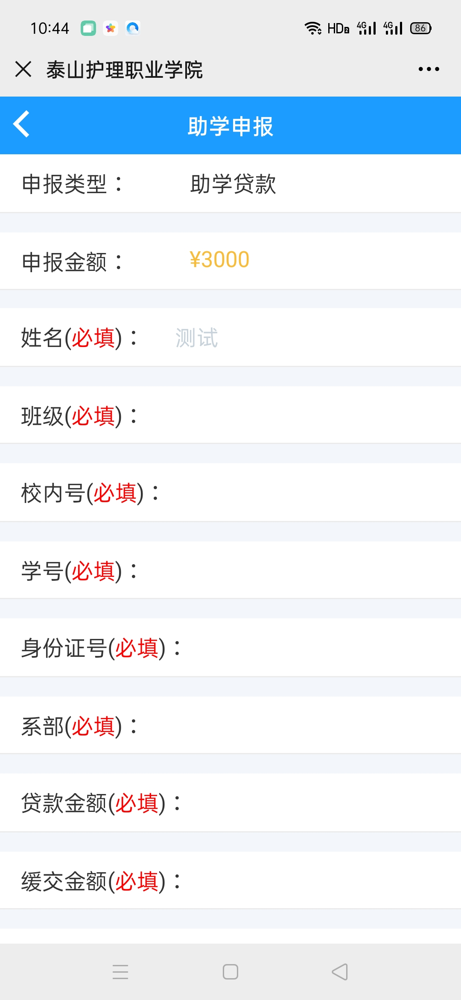 10:44 HD2 4G 4G 86
泰山护理职业学院
助学申报
申报类型： 助学贷款
申报金额： ¥3000
姓名(必填)： 测试
班级(必填)：
校内号(必填)：
学号(必填)：
身份证号(必填)：
系部(必填)：
贷款金额(必填)：
缓交金额(必填)：